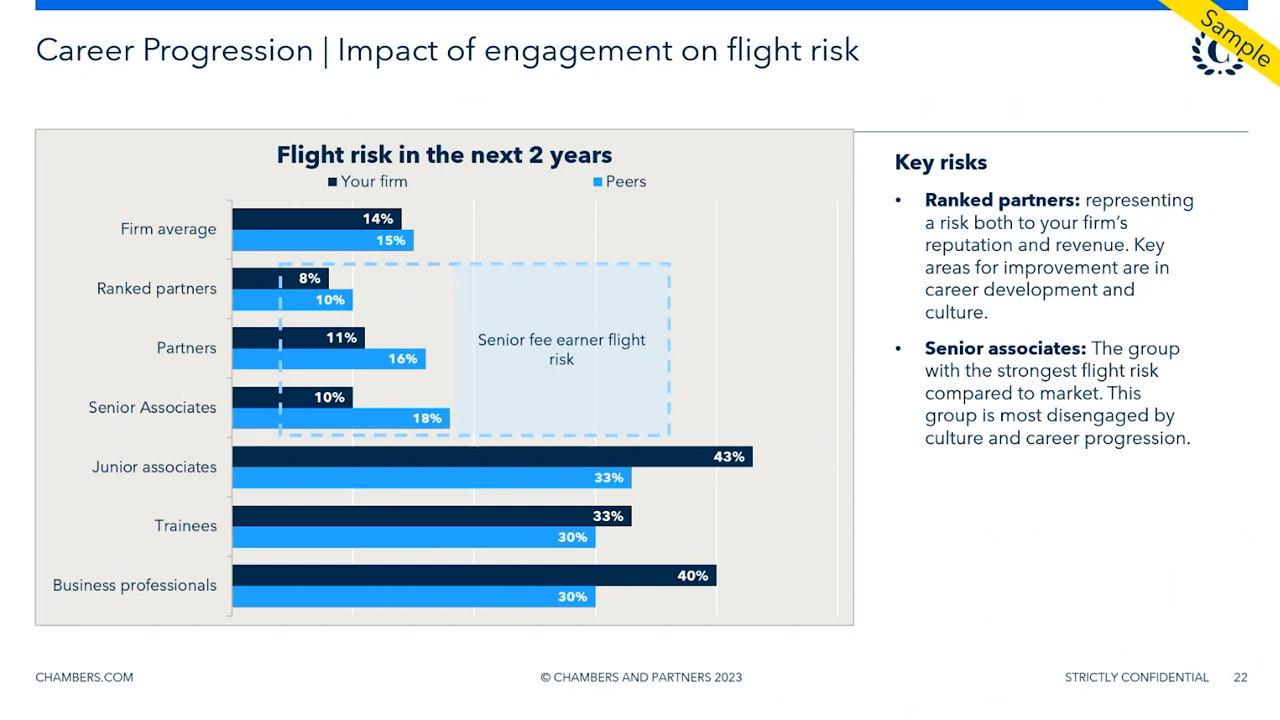 Career Progression | Impact of engagement on flight risk
Sample
C
Flight risk in the next 2 years
Your firm
Peers
Firm average
14%
15%
Ranked partners
8%
10%
Partners
11%
16%
Senior Associates
10%
18%
Senior fee earner flight
risk
Junior associates
43%
33%
Trainees
33%
30%
Business professionals
40%
30%
Key risks
• Ranked partners: representing
a risk both to your firm's
reputation and revenue. Key
areas for improvement are in
career development and
culture.
• Senior associates: The group
with the strongest flight risk
compared to market. This
group is most disengaged by
culture and career progression.
CHAMBERS.COM
© CHAMBERS AND PARTNERS 2023
STRICTLY CONFIDENTIAL
22